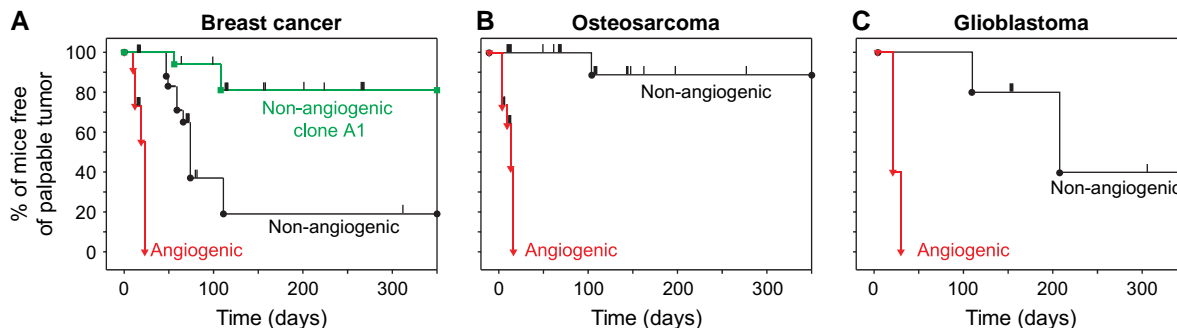 A
Breast cancer
B
Osteosarcoma
C
Glioblastoma
% of mice free
of palpable tumor
100
80
60
40
20
0
Non-angiogenic
clone A1
Non-angiogenic
Angiogenic
0
100
200
300
Time (days)
Non-angiogenic
Angiogenic
0
100
200
300
Time (days)
Non-angiogenic
Angiogenic
0
100
200
300
Time (days)